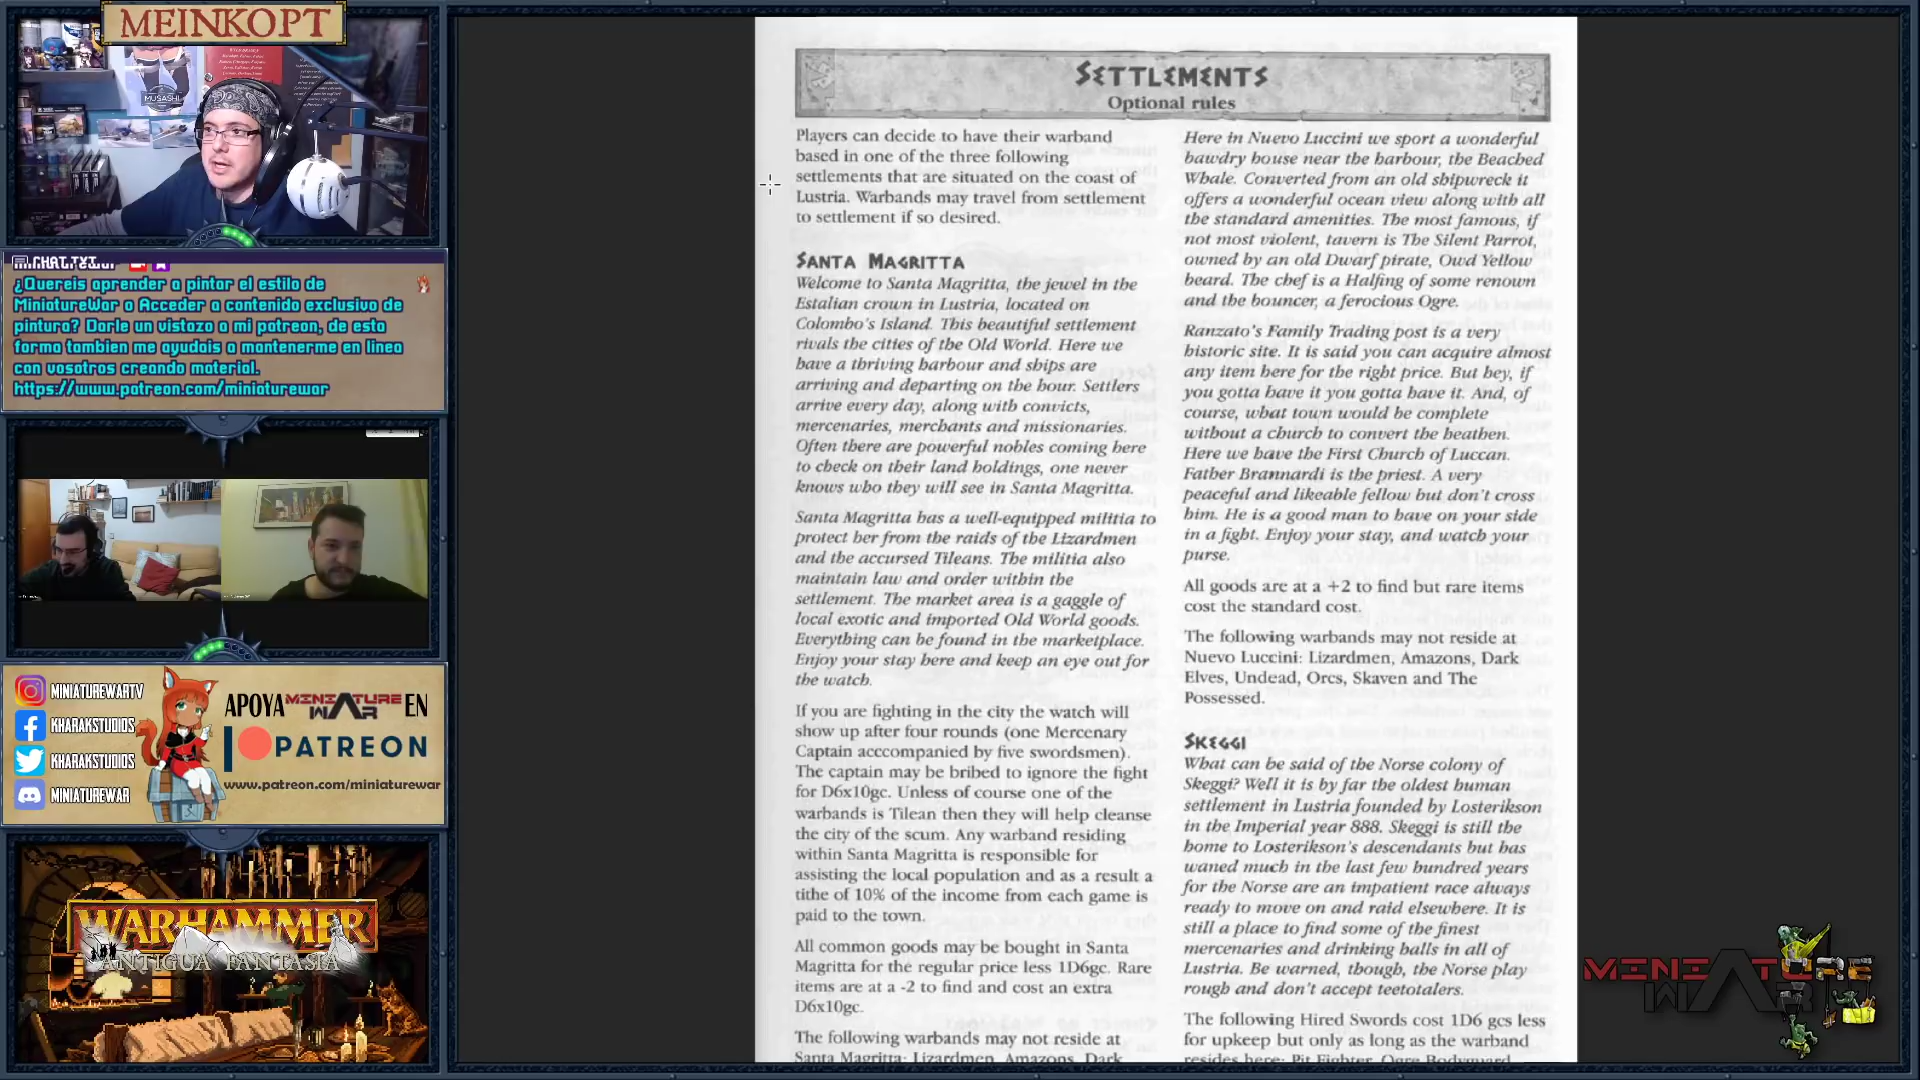 MEINKOPT
MUSASHI
CHAT.TXT
¿Quereis aprender a pintar el estilo de
MiniatureWar o Acceder a contenido exclusivo de
pintura? Darle un vistazo a mi patreon, de esta
forma tambien me ayudais a mantenerme en linea
con vosotros creando material.
https://www.patreon.com/miniaturewar
MINIATUREWARTV
KHARAKSTUDIOS
KHARAKSTUDIOS
MINIATUREWAR
APOYA MINIATURE WAR EN
PATREON
www.patreon.com/miniaturewar
WARHAMMER
ANTIGUA FANTASIA
SETTLEMENTS
Optional rules
Players can decide to have their warband
based in one of the three following
settlements that are situated on the coast of
Lustria. Warbands may travel from settlement
to settlement if so desired.
SANTA MAGRITTA
Welcome to Santa Magritta, the jewel in the
Estalian crown in Lustria, located on
Colombo's Island. This beautiful settlement
rivals the cities of the Old World. Here we
have a thriving harbour and ships are
arriving and departing on the hour. Settlers
arrive every day, along with convicts,
mercenaries, merchants and missionaries.
Often there are powerful nobles coming here
to check on their land holdings, one never
knows who they will see in Santa Magritta.
Santa Magritta has a well-equipped militia to
protect her from the raids of the Lizardmen
and the accursed Tileans. The militia also
maintain law and order within the
settlement. The market area is a gaggle of
local exotic and imported Old World goods.
Everything can be found in the marketplace.
Enjoy your stay here and keep an eye out for
the watch.
If you are fighting in the city the watch will
show up after four rounds (one Mercenary
Captain acccompanied by five swordsmen).
The captain may be bribed to ignore the fight
for D6x10gc. Unless of course one of the
warbands is Tilean then they will help cleanse
the city of the scum. Any warband residing
within Santa Magritta is responsible for
assisting the local population and as a result a
tithe of 10% of the income from each game is
paid to the town.
All common goods may be bought in Santa
Magritta for the regular price less 1D6gc. Rare
items are at a -2 to find and cost an extra
D6x10gc.
The following warbands may not reside at
Santa Magritta: Lizardmen, Amazons, Dark
Here in Nuevo Luccini we sport a wonderful
bawdry house near the harbour, the Beached
Whale. Converted from an old shipwreck it
offers a wonderful ocean view along with all
the standard amenities. The most famous, if
not most violent, tavern is The Silent Parrot,
owned by an old Dwarf pirate, Owd Yellow
beard. The chef is a Halfing of some renown
and the bouncer, a ferocious Ogre.
Ranzato's Family Trading post is a very
historic site. It is said you can acquire almost
any item here for the right price. But hey, if
you gotta have it you gotta have it. And, of
course, what town would be complete
without a church to convert the heathen.
Here we have the First Church of Luccan.
Father Brannardi is the priest. A very
peaceful and likeable fellow but don't cross
him. He is a good man to have on your side
in a fight. Enjoy your stay, and watch your
purse.
All goods are at a +2 to find but rare items
cost the standard cost.
The following warbands may not reside at
Nuevo Luccini: Lizardmen, Amazons, Dark
Elves, Undead, Orcs, Skaven and The
Possessed.
SKEGGI
What can be said of the Norse colony of
Skeggi? Well it is by far the oldest human
settlement in Lustria founded by Losterikson
in the Imperial year 888. Skeggi is still the
home to Losterikson's descendants but has
waned much in the last few hundred years
for the Norse are an impatient race always
ready to move on and raid elsewhere. It is
still a place to find some of the finest
mercenaries and drinking halls in all of
Lustria. Be warned, though, the Norse play
rough and don't accept teetotalers.
The following Hired Swords cost 1D6 gcs less
for upkeep but only as long as the warband
resides here: Pit Fighter, Ogre Bodyguard
MINIATURE
WAR